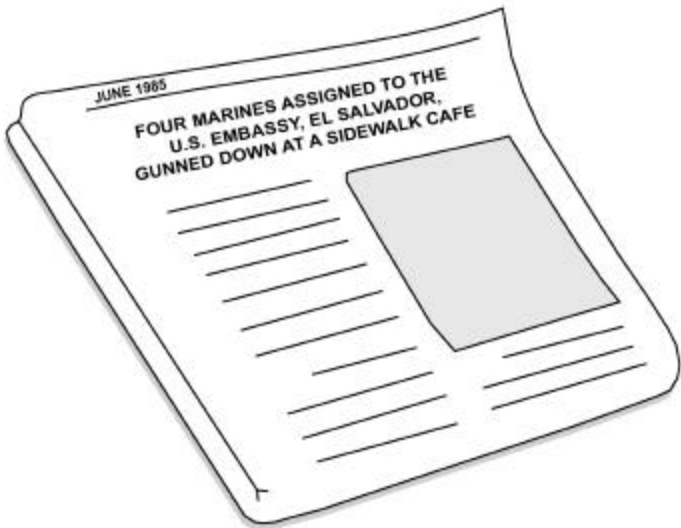 JUNE 1985
FOUR MARINES ASSIGNED TO THE
U.S. EMBASSY, EL SALVADOR,
GUNNED DOWN AT A SIDEWALK CAFE